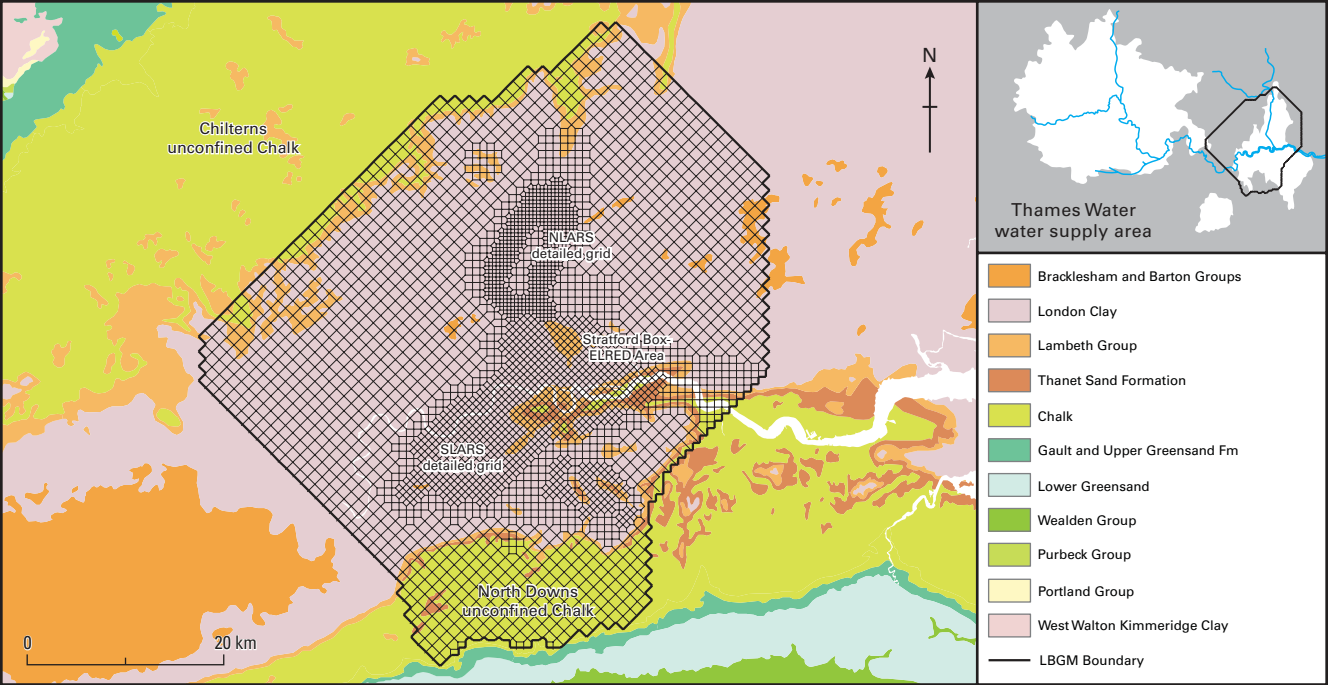 Chilterns
unconfined Chalk
N
NLARS
detailed grid
Stratford Box-
ELRED Area
SLARS
detailed grid
North Downs
unconfined Chalk
0
20 km
Thames Water
water supply area
Bracklesham and Barton Groups
London Clay
Lambeth Group
Thanet Sand Formation
Chalk
Gault and Upper Greensand Fm
Lower Greensand
Wealden Group
Purbeck Group
Portland Group
West Walton Kimmeridge Clay
LBGM Boundary